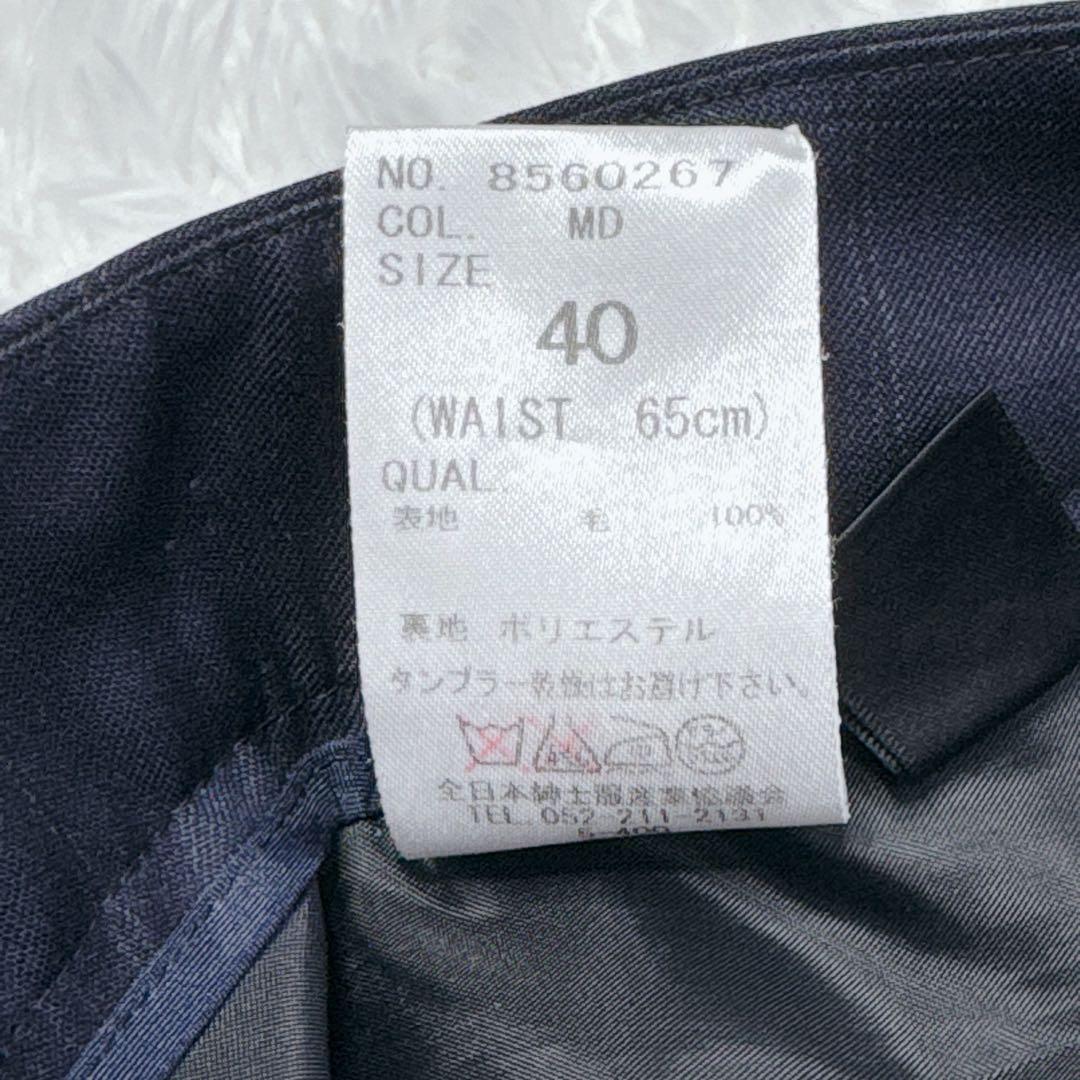 NO. 8560267
COL. MD
SIZE
40
(WAIST 65cm)
QUAL.
表地 毛 100%
裏地 ポリエステル
タンブラー乾燥はお避け下さい。
全日本紳士服産業協議会
TEL. 052-211-2131